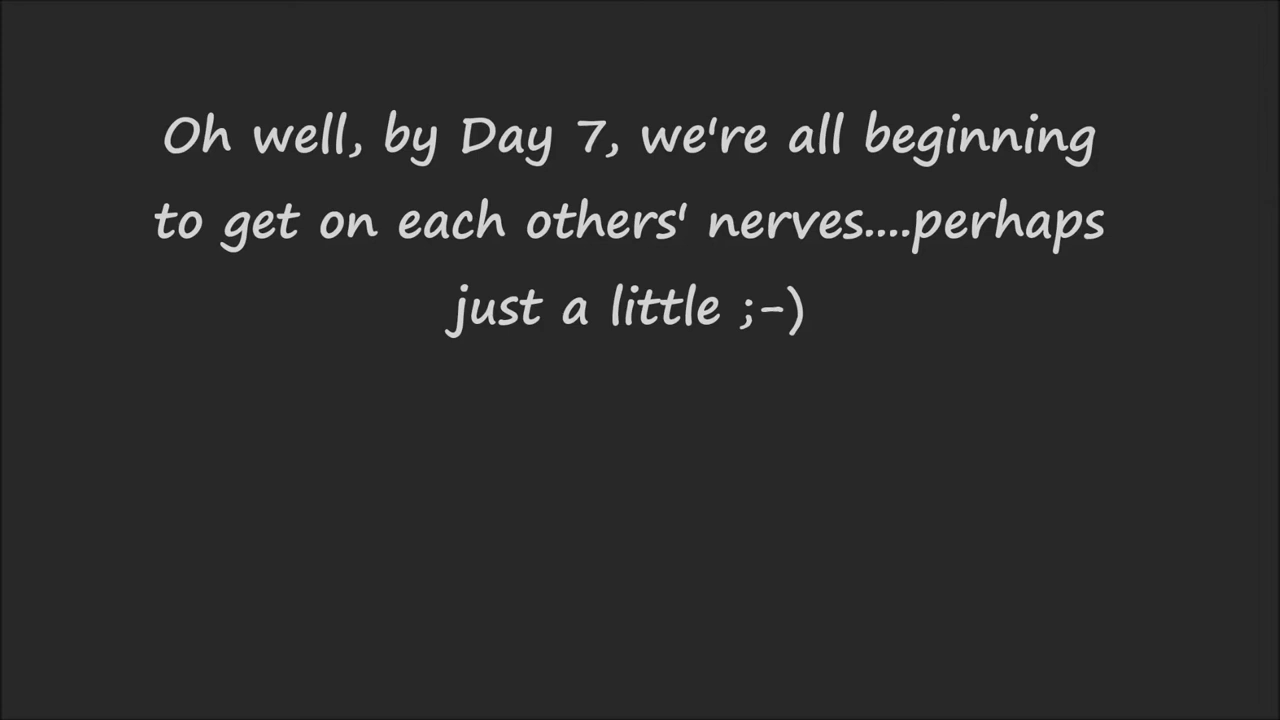 Oh well, by Day 7, we're all beginning
to get on each others' nerves....perhaps
just a little ;-)